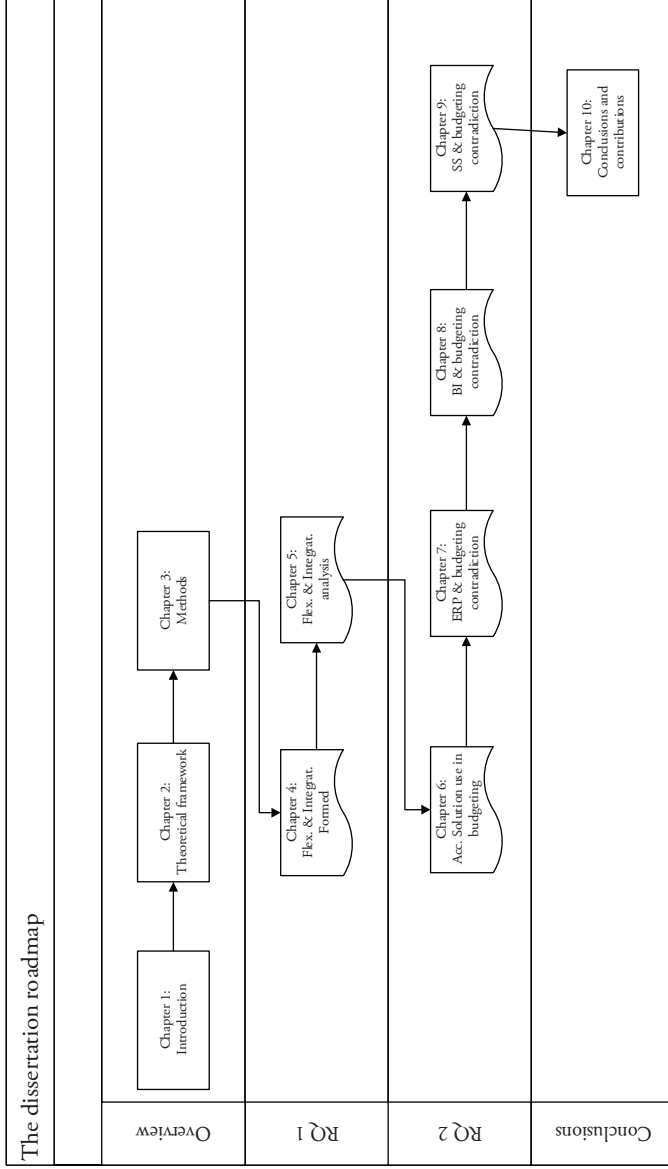 The dissertation roadmap
Overview
Chapter 1:
Introduction
Chapter 2:
Theoretical framework
Chapter 3:
Methods
RQ 1
Chapter 4:
Flex. & Integrat.
Formed
Chapter 5:
Flex. & Integrat.
analysis
RQ 2
Chapter 6:
Acc. Solution use in
budgeting
Chapter 7:
ERP & budgeting
contradiction
Chapter 8:
BI & budgeting
contradiction
Chapter 9:
SS & budgeting
contradiction
Conclusions
Chapter 10:
Conclusions and
contributions